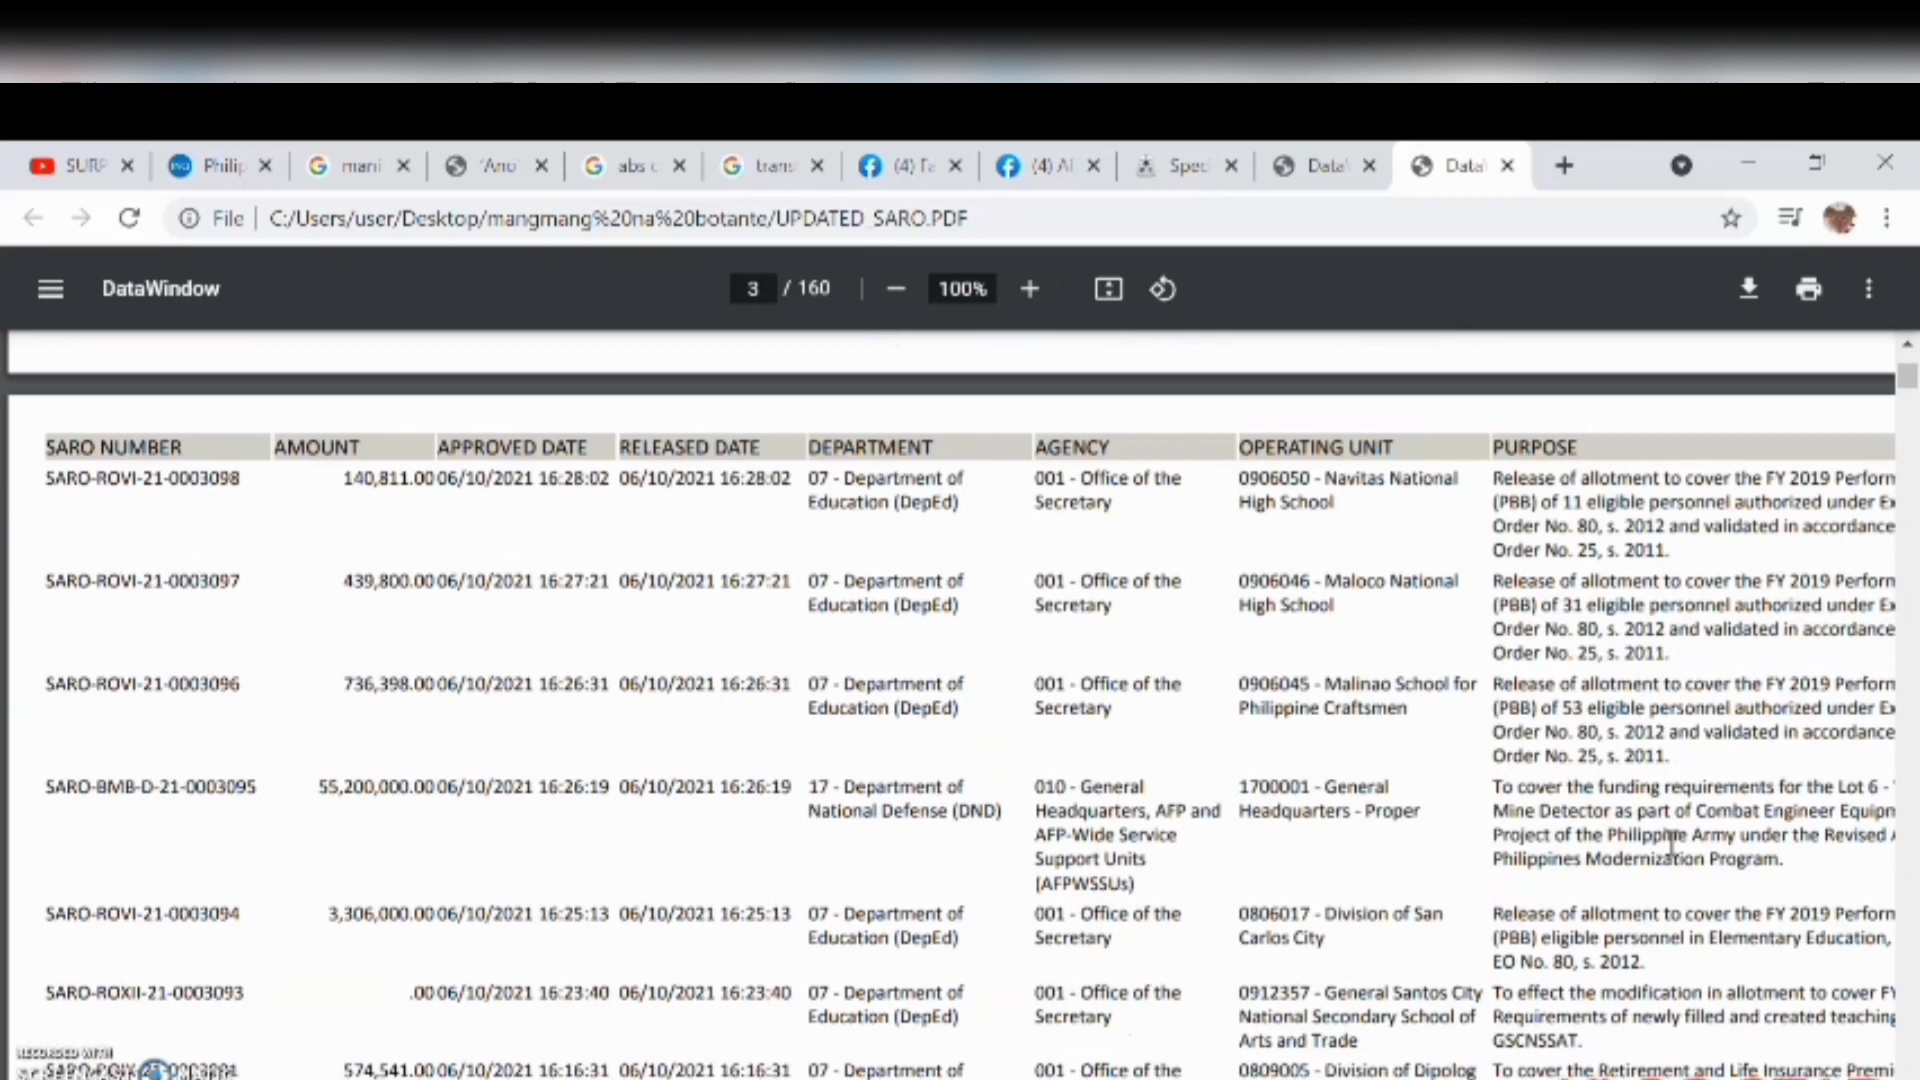 SURP
Philip
mani
'Ano
abs c
trans
(4) Fa
(4) Al
Speci
Data
Data
File
C:/Users/user/Desktop/mangmang%20na%20botante/UPDATED_SARO.PDF
DataWindow
3 / 160
100%
SARO NUMBER AMOUNT APPROVED DATE RELEASED DATE DEPARTMENT AGENCY OPERATING UNIT PURPOSE
SARO-ROVI-21-0003098 140,811.00 06/10/2021 16:28:02 06/10/2021 16:28:02 07 - Department of 001 - Office of the 0906050 - Navitas National Release of allotment to cover the FY 2019 Perform
Education (DepEd) Secretary High School (PBB) of 11 eligible personnel authorized under Ex
Order No. 80, s. 2012 and validated in accordance
Order No. 25, s. 2011.
SARO-ROVI-21-0003097 439,800.00 06/10/2021 16:27:21 06/10/2021 16:27:21 07 - Department of 001 - Office of the 0906046 - Maloco National Release of allotment to cover the FY 2019 Perform
Education (DepEd) Secretary High School (PBB) of 31 eligible personnel authorized under Ex
Order No. 80, s. 2012 and validated in accordance
Order No. 25, s. 2011.
SARO-ROVI-21-0003096 736,398.00 06/10/2021 16:26:31 06/10/2021 16:26:31 07 - Department of 001 - Office of the 0906045 - Malinao School for Release of allotment to cover the FY 2019 Perform
Education (DepEd) Secretary Philippine Craftsmen (PBB) of 53 eligible personnel authorized under Ex
Order No. 80, s. 2012 and validated in accordance
Order No. 25, s. 2011.
SARO-BMB-D-21-0003095 55,200,000.00 06/10/2021 16:26:19 06/10/2021 16:26:19 17 - Department of 010 - General 1700001 - General To cover the funding requirements for the Lot 6 -
National Defense (DND) Headquarters, AFP and Headquarters - Proper Mine Detector as part of Combat Engineer Equipm
AFP-Wide Service Project of the Philippine Army under the Revised A
Support Units Philippines Modernization Program.
(AFPWSSUs)
SARO-ROVI-21-0003094 3,306,000.00 06/10/2021 16:25:13 06/10/2021 16:25:13 07 - Department of 001 - Office of the 0806017 - Division of San Release of allotment to cover the FY 2019 Perform
Education (DepEd) Secretary Carlos City (PBB) eligible personnel in Elementary Education,
EO No. 80, s. 2012.
SARO-ROXII-21-0003093 .00 06/10/2021 16:23:40 06/10/2021 16:23:40 07 - Department of 001 - Office of the 0912357 - General Santos City To effect the modification in allotment to cover FY
Education (DepEd) Secretary National Secondary School of Requirements of newly filled and created teaching
Arts and Trade GSCNSSAT.
RECORDED WITH
574,541.00 06/10/2021 16:16:31 06/10/2021 16:16:31 07 - Department of 001 - Office of the 0809005 - Division of Dipolog To cover the Retirement and Life Insurance Premi